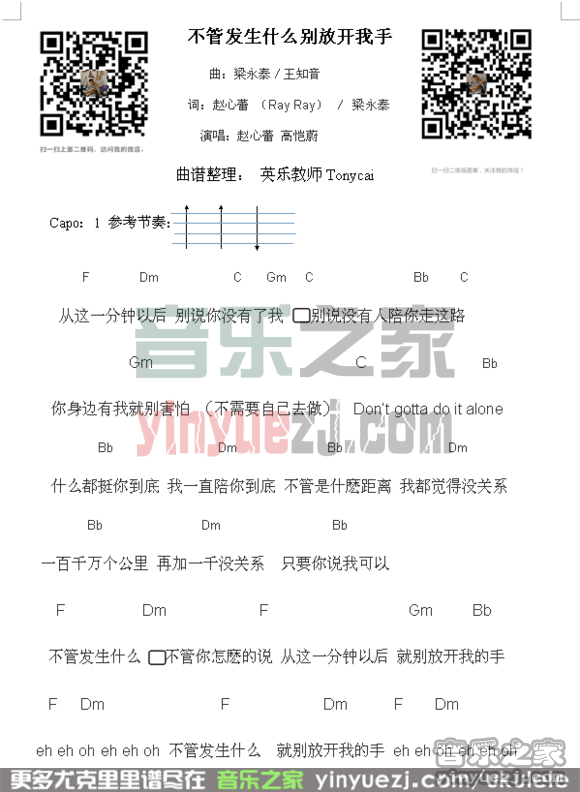 不管发生什么别放开我手
曲：梁永泰 / 王知音
词：赵心蕾 （Ray Ray） / 梁永泰
演唱：赵心蕾 高恺蔚
扫一扫上面二维码，访问我的微店。
扫一扫二维码图案，关注我的微信！
曲谱整理： 英乐教师 Tonycai
Capo：1 参考节奏:
F Dm C Gm C Bb C
从这一分钟以后 别说你没有了我 别说没有人陪你走这路
音乐之家
Gm C Bb
你身边有我就别害怕 （不需要自己去做） Don't gotta do it alone
yinyuezj.com
Bb Dm Bb Dm
什么都挺你到底 我一直陪你到底 不管是什麽距离 我都觉得没关系
Bb Dm Bb
一百千万个公里 再加一千没关系 只要你说我可以
F Dm F Gm Bb
不管发生什么 不管你怎麽的说 从这一分钟以后 就别放开我的手
F Dm F Dm F Dm
eh eh oh eh eh oh 不管发生什么 就别放开我的手 eh eh oh eh eh oh
音乐之家
yinyuezj.com
更多尤克里里谱尽在 音乐之家 yinyuezj.com